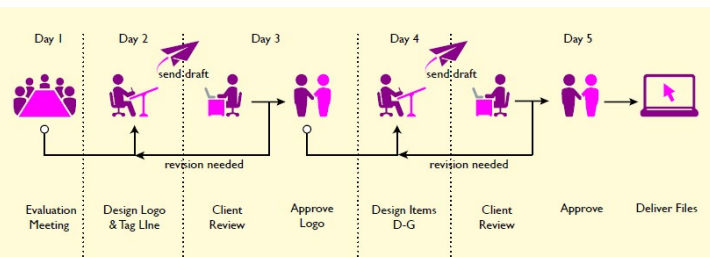 Day 1
Day 2
Day 3
Day 4
Day 5
send draft
send draft
revision needed
revision needed
Evaluation
Meeting
Design Logo
& Tag LIne
Client
Review
Approve
Logo
Design Items
D-G
Client
Review
Approve
Deliver Files